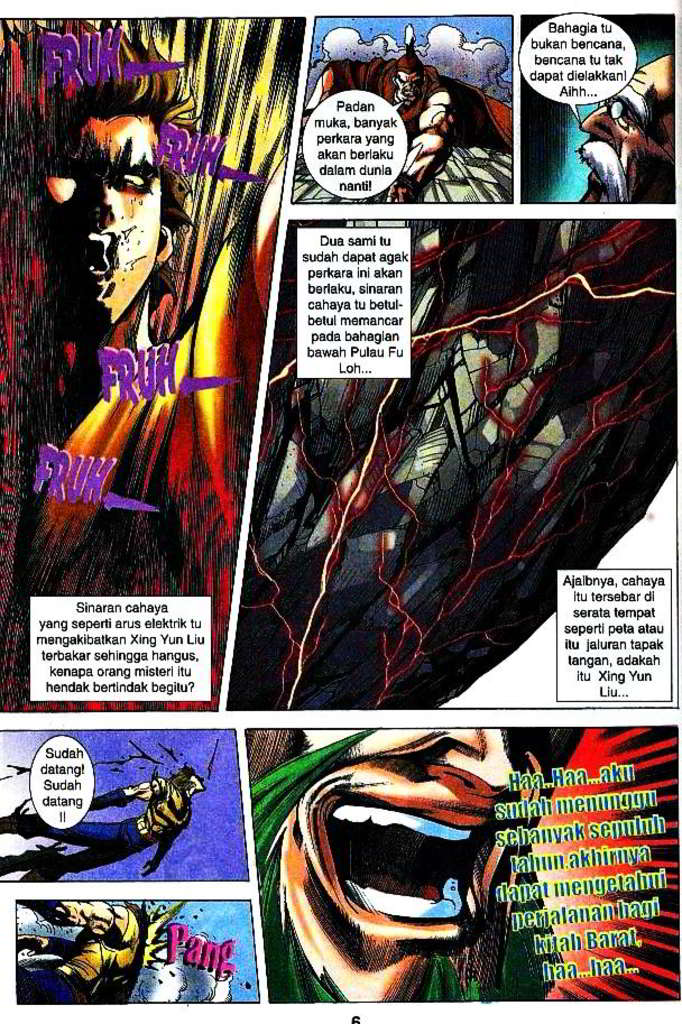 FRUH
FRUH
FRUH
FRUH
Sinaran cahaya
yang seperti arus elektrik tu
mengakibatkan Xing Yun Liu
terbakar sehingga hangus,
kenapa orang misteri itu
hendak bertindak begitu?
Padan
muka, banyak
perkara yang
akan berlaku
dalam dunia
nanti!
Bahagia tu
bukan bencana,
bencana tu tak
dapat dielakkan!
Aihh...
Dua sami tu
sudah dapat agak
perkara ini akan
berlaku, sinaran
cahaya tu betul-
betul memancar
pada bahagian
bawah Pulau Fu
Loh...
Ajaibnya, cahaya
itu tersebar di
serata tempat
seperti peta atau
itu jaluran tapak
tangan, adakah
itu Xing Yun
Liu...
Sudah
datang!
Sudah
datang
!!
Pang
Haa..Haa...aku
sudah menunggu
sebanyak sepuluh
tahun.akhirnya
dapat mengetahui
perjalanan bagi
kitab Barat,
haa...haa...
6